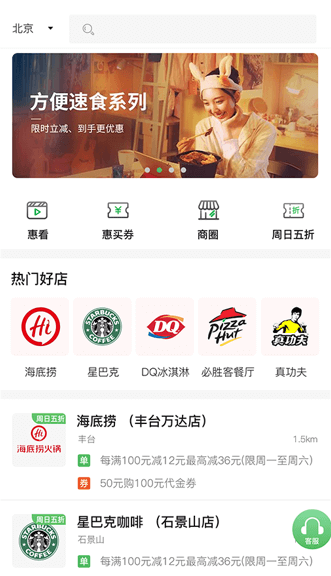 北京
方便速食系列
限时立减、到手更优惠
惠看
惠买券
商圈
周日五折
热门好店
Hi
STARBUCKS COFFEE
DQ
Pizza Hut
真功夫
海底捞
星巴克
DQ冰淇淋
必胜客餐厅
真功夫
周日五折
Hi
海底捞火锅
海底捞 （丰台万达店）
丰台
1.5km
单 每满100元减12元最高减36元(限周一至周六)
券 50元购100元代金券
周日五折
STARBUCKS COFFEE
星巴克咖啡 （石景山店）
石景山
单 每满100元减12元最高减36元(限周一至周六)
客服